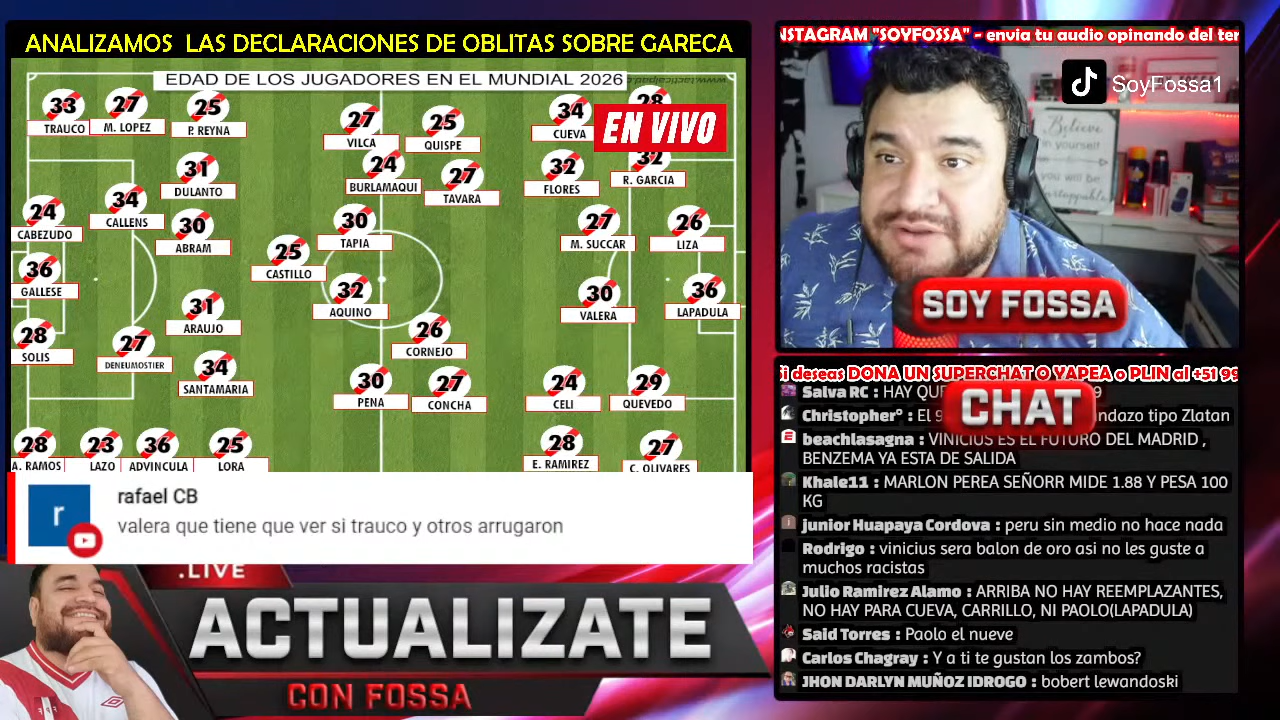 ANALIZAMOS LAS DECLARACIONES DE OBLITAS SOBRE GARECA
EDAD DE LOS JUGADORES EN EL MUNDIAL 2026
EN VIVO
33
TRAUCO
27
M. LOPEZ
25
P. REYNA
27
VILCA
25
QUISPE
34
CUEVA
28
31
DULANTO
24
BURLAMAQUI
27
TAVARA
32
FLORES
32
R. GARCIA
24
CABEZUDO
34
CALLENS
30
ABRAM
30
TAPIA
27
M. SUCCAR
26
LIZA
36
GALLESE
25
CASTILLO
32
AQUINO
30
VALERA
36
LAPADULA
31
ARAUJO
28
SOLIS
27
DENEUMOSTIER
26
CORNEJO
34
SANTAMARIA
30
PENA
27
CONCHA
24
CELI
29
QUEVEDO
28
A. RAMOS
23
LAZO
36
ADVINCULA
25
LORA
28
E. RAMIREZ
27
C. OLIVARES
r
rafael CB
valera que tiene que ver si trauco y otros arrugaron
.LIVE
ACTUALIZATE
CON FOSSA
NSTAGRAM "SOYFOSSA" - envia tu audio opinando del ter
SoyFossa1
Believe
in yourself
you will be
unstoppable
SOY FOSSA
si deseas DONA UN SUPERCHAT O YAPEA o PLIN al +51 99
CHAT
Salva RC : HAY QUE 9
Christopher° : El 9 andazo tipo Zlatan
beachlasagna : VINICIUS ES EL FUTURO DEL MADRID ,
BENZEMA YA ESTA DE SALIDA
Khale11 : MARLON PEREA SEÑORR MIDE 1.88 Y PESA 100
KG
junior Huapaya Cordova : peru sin medio no hace nada
Rodrigo : vinicius sera balon de oro asi no les guste a
muchos racistas
Julio Ramirez Alamo : ARRIBA NO HAY REEMPLAZANTES,
NO HAY PARA CUEVA, CARRILLO, NI PAOLO(LAPADULA)
Said Torres : Paolo el nueve
Carlos Chagray : Y a ti te gustan los zambos?
JHON DARLYN MUÑOZ IDROGO : bobert lewandoski